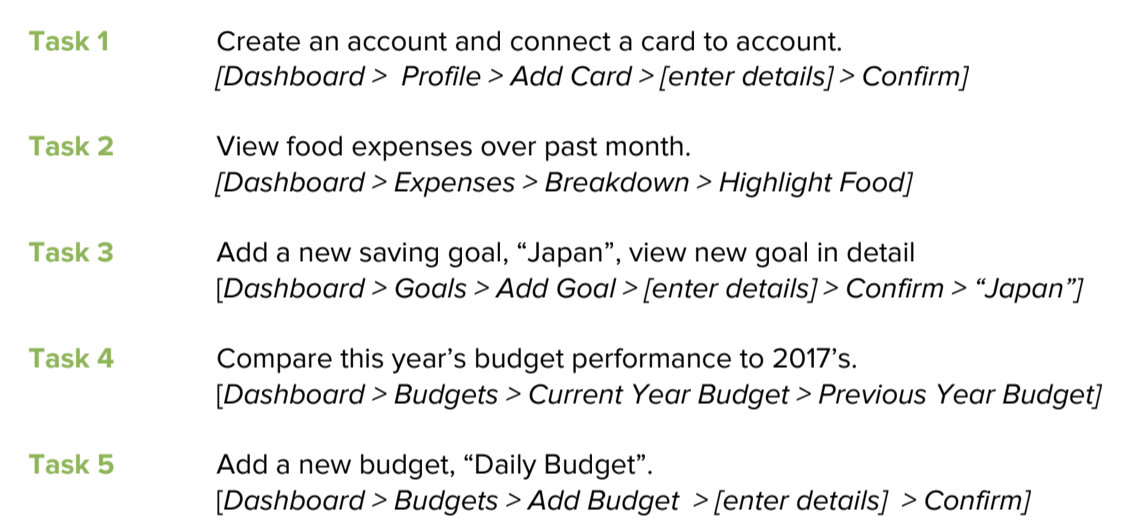 Task 1 Create an account and connect a card to account.
[Dashboard > Profile > Add Card > [enter details] > Confirm]
Task 2 View food expenses over past month.
[Dashboard > Expenses > Breakdown > Highlight Food]
Task 3 Add a new saving goal, “Japan”, view new goal in detail
[Dashboard > Goals > Add Goal > [enter details] > Confirm > “Japan”]
Task 4 Compare this year’s budget performance to 2017’s.
[Dashboard > Budgets > Current Year Budget > Previous Year Budget]
Task 5 Add a new budget, “Daily Budget”.
[Dashboard > Budgets > Add Budget > [enter details] > Confirm]